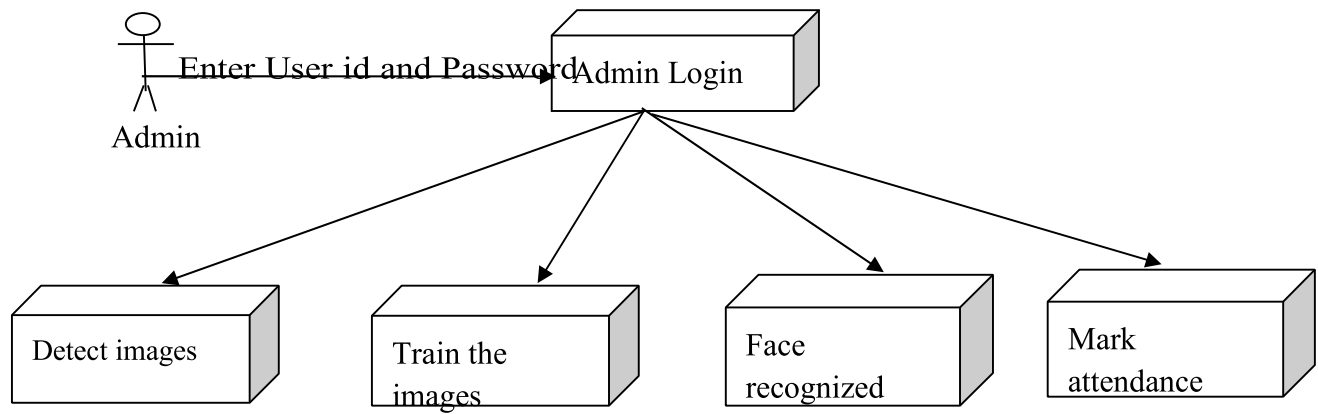 Enter User id and Password
Admin Login
Admin
Detect images
Train the
images
Face
recognized
Mark
attendance